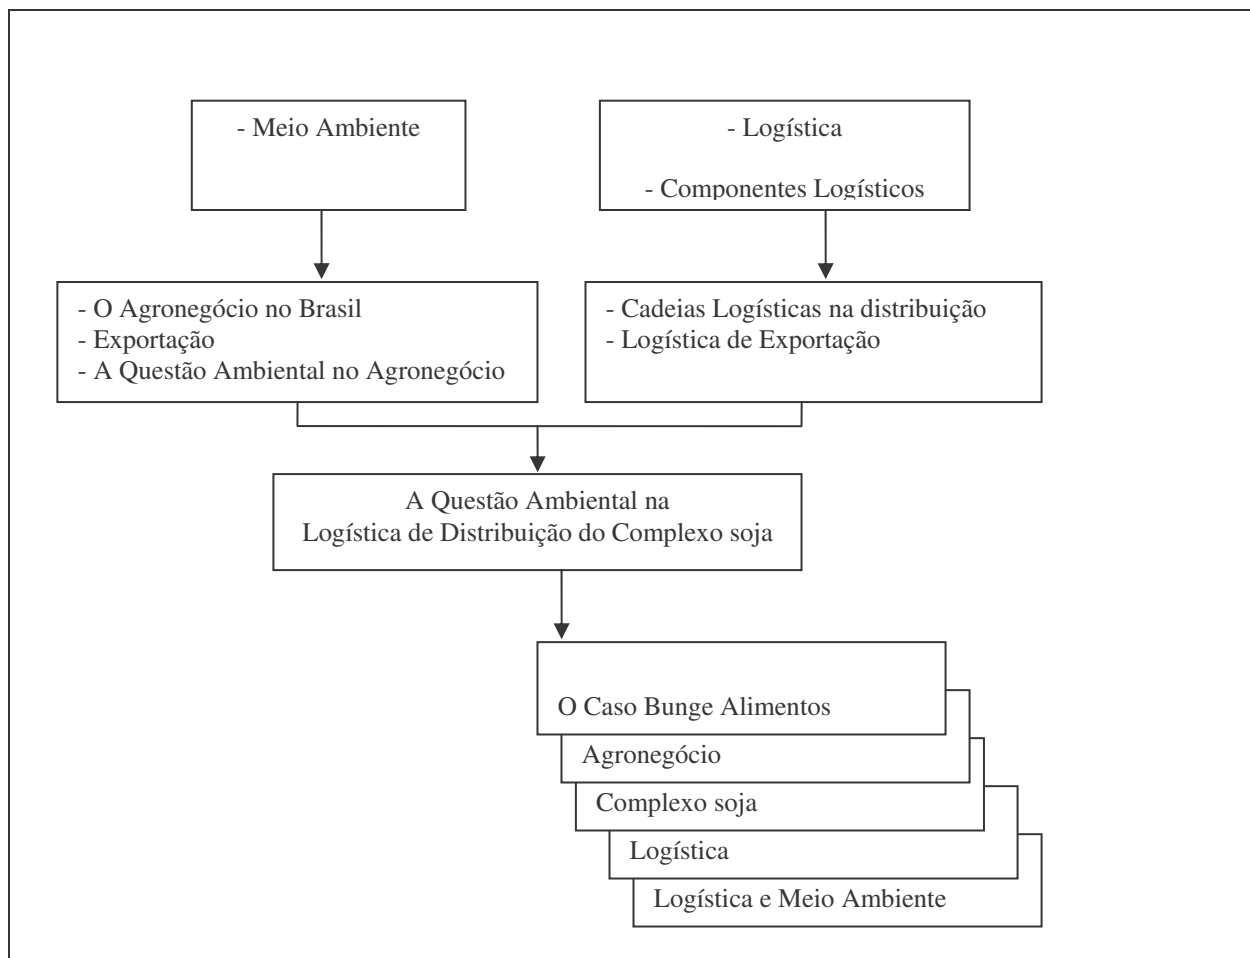 - Meio Ambiente
- Logística
- Componentes Logísticos
- O Agronegócio no Brasil
- Exportação
- A Questão Ambiental no Agronegócio
- Cadeias Logísticas na distribuição
- Logística de Exportação
A Questão Ambiental na
Logística de Distribuição do Complexo soja
O Caso Bunge Alimentos
Agronegócio
Complexo soja
Logística
Logística e Meio Ambiente